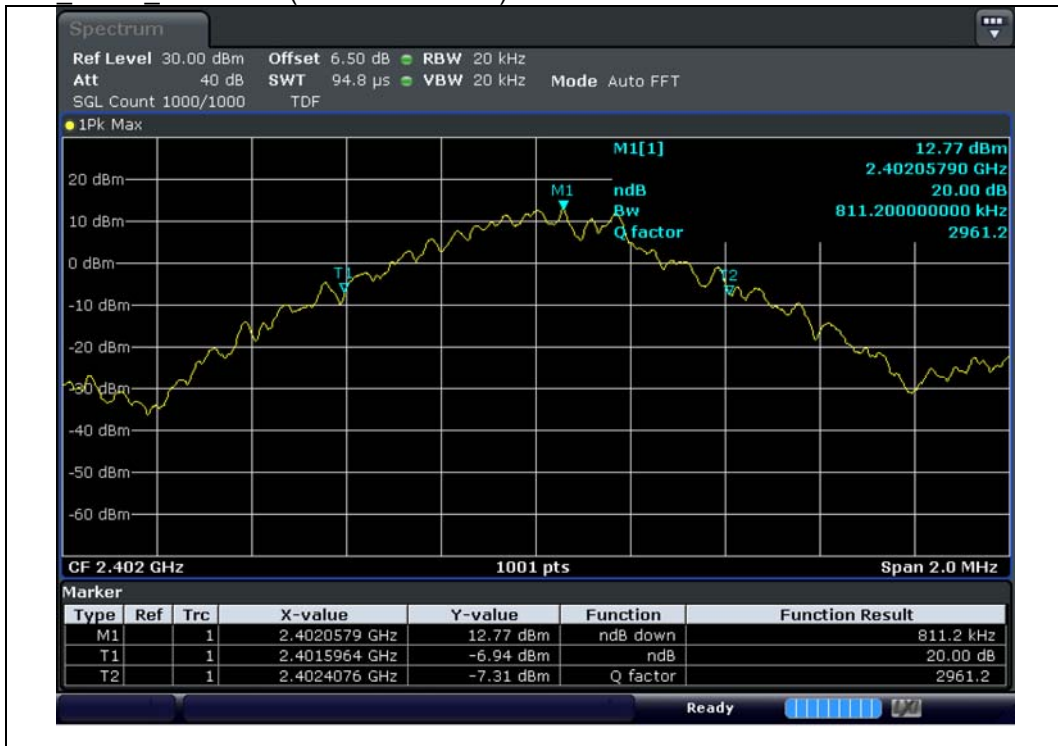 Spectrum
Ref Level 30.00 dBm Offset 6.50 dB RBW 20 kHz
Att 40 dB SWT 94.8 µs VBW 20 kHz Mode Auto FFT
SGL Count 1000/1000 TDF
1Pk Max
M1[1] 12.77 dBm
2.40205790 GHz
20 dBm
M1 ndB 20.00 dB
10 dBm
Bw 811.200000000 kHz
Q factor 2961.2
0 dBm
T1 T2
-10 dBm
-20 dBm
-30 dBm
-40 dBm
-50 dBm
-60 dBm
CF 2.402 GHz 1001 pts Span 2.0 MHz
Marker
Type Ref Trc X-value Y-value Function Function Result
M1 1 2.4020579 GHz 12.77 dBm ndB down 811.2 kHz
T1 1 2.4015964 GHz -6.94 dBm ndB 20.00 dB
T2 1 2.4024076 GHz -7.31 dBm Q factor 2961.2
Ready